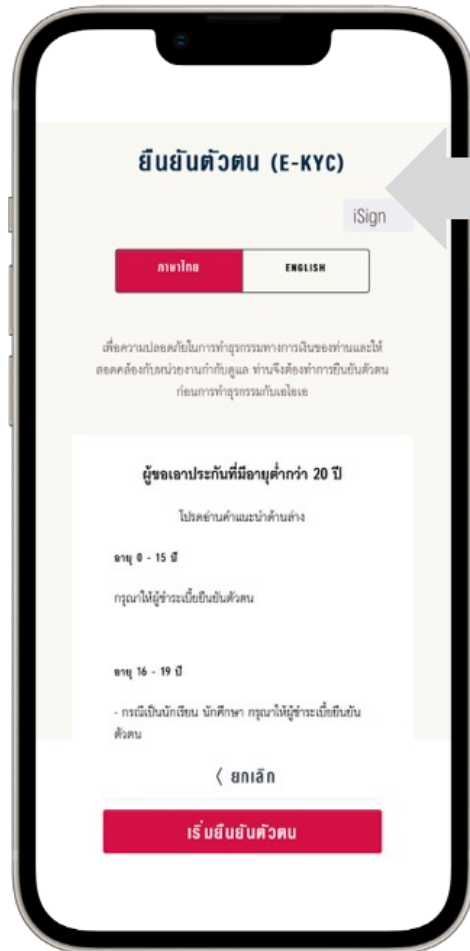 ยืนยันตัวตน (E-KYC)
iSign
ภาษาไทย
ENGLISH
เพื่อความปลอดภัยในการทำธุรกรรมทางการเงินของท่านและให้
สอดคล้องกับหน่วยงานกำกับดูแล ท่านจึงต้องทำการยืนยันตัวตน
ก่อนการทำธุรกรรมกับเอไอเอ
ผู้ขอเอาประกันที่มีอายุต่ำกว่า 20 ปี
โปรดอ่านคำแนะนำด้านล่าง
อายุ 0 - 15 ปี
กรุณาให้ผู้ชำระเบี้ยยืนยันตัวตน
อายุ 16 - 19 ปี
- กรณีเป็นนักเรียน นักศึกษา กรุณาให้ผู้ชำระเบี้ยยืนยัน
ตัวตน
〈 ยกเลิก
เริ่มยืนยันตัวตน